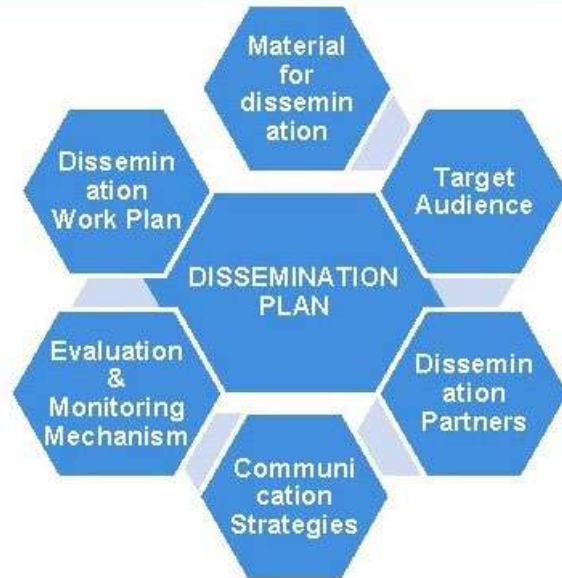 Material
for
dissemin
ation
Target
Audience
Dissemin
ation
Partners
Communi
cation
Strategies
Evaluation
&
Monitoring
Mechanism
Dissemin
ation
Work Plan
DISSEMINATION
PLAN